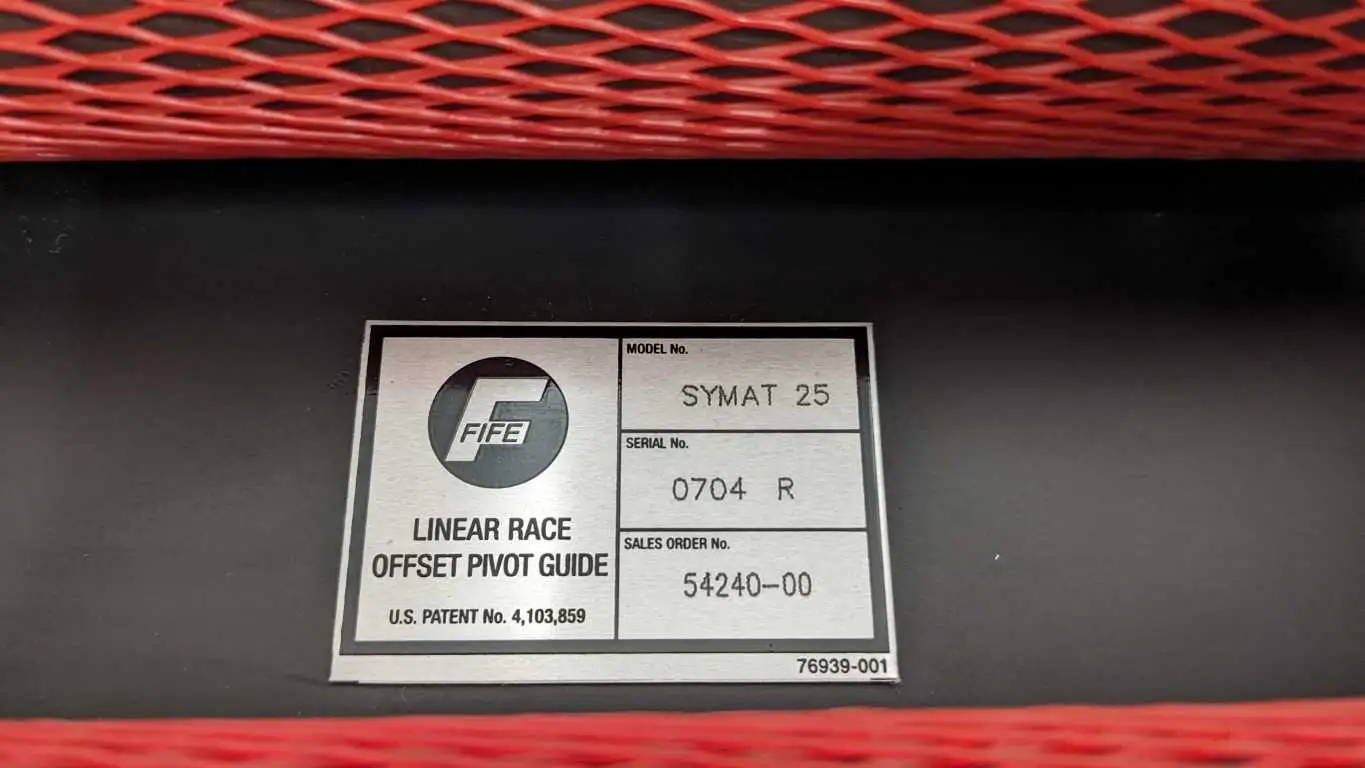 FIFE
LINEAR RACE
OFFSET PIVOT GUIDE
U.S. PATENT No. 4,103,859
MODEL No.
SYMAT 25
SERIAL No.
0704 R
SALES ORDER No.
54240-00
76939-001